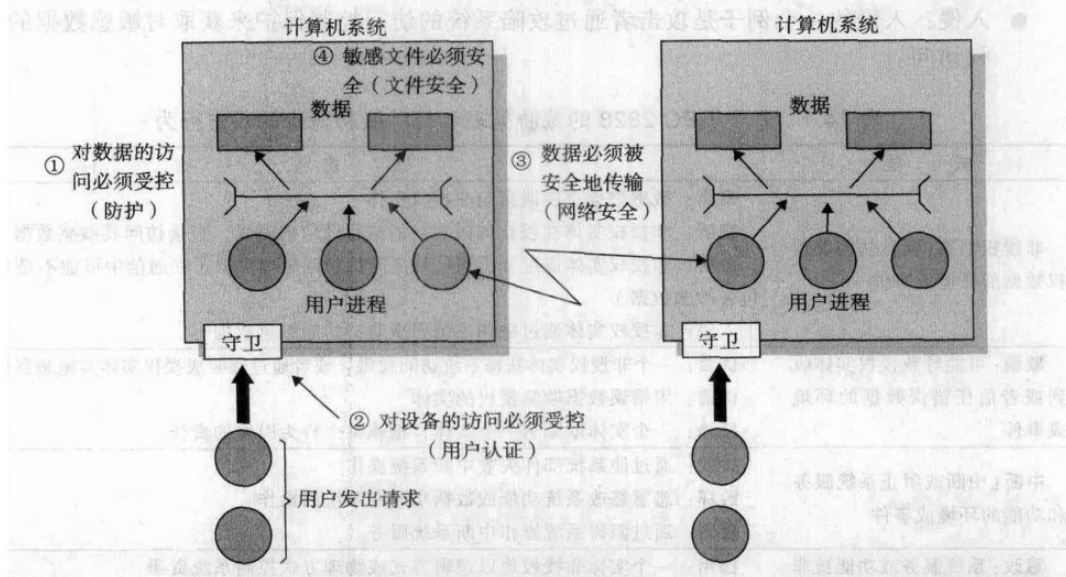 计算机系统
④ 敏感文件必须安
全(文件安全)
数据
① 对数据的访
问必须受控
(防护)
用户进程
守卫
② 对设备的访问必须受控
(用户认证)
用户发出请求
③ 数据必须被
安全地传输
(网络安全)
计算机系统
数据
用户进程
守卫